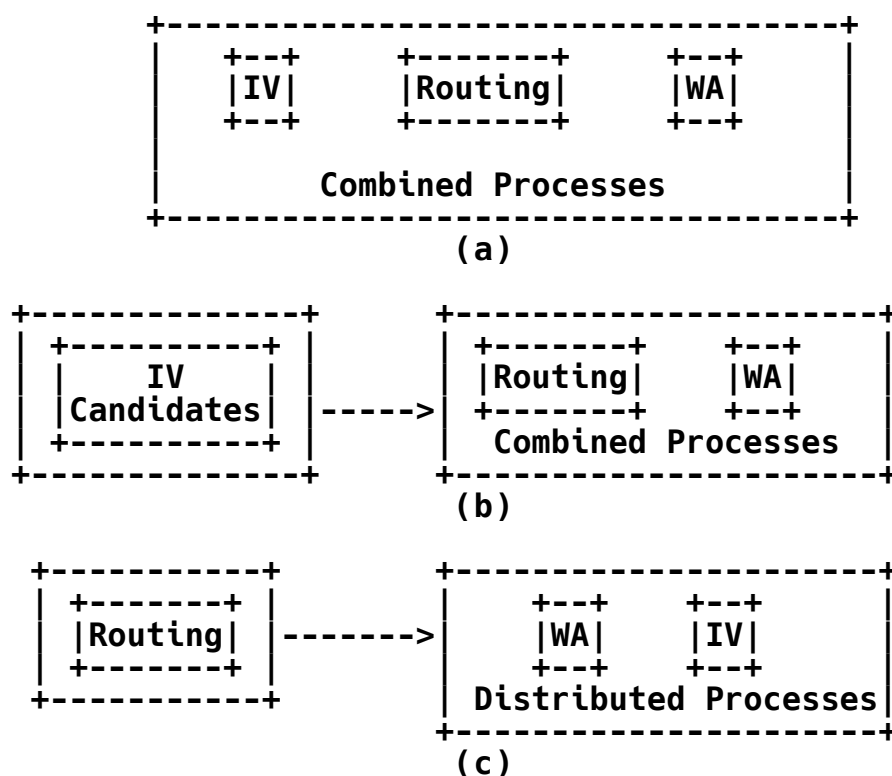 +-----------------------------------+
|   +--+     +-------+     +--+     |
|   |IV|     |Routing|     |WA|     |
|   +--+     +-------+     +--+     |
|                                   |
|        Combined Processes         |
+-----------------------------------+
(a)
+--------------+      +----------------------+
| +----------+ |      | +-------+    +--+    |
| |    IV    | |      | |Routing|    |WA|    |
| |Candidates| |----->| +-------+    +--+    |
| +----------+ |      |  Combined Processes  |
+--------------+      +----------------------+
(b)
+-----------+        +----------------------+
| +-------+ |        |    +--+    +--+      |
| |Routing| |------->|    |WA|    |IV|      |
| +-------+ |        |    +--+    +--+      |
+-----------+        | Distributed Processes|
+----------------------+
(c)